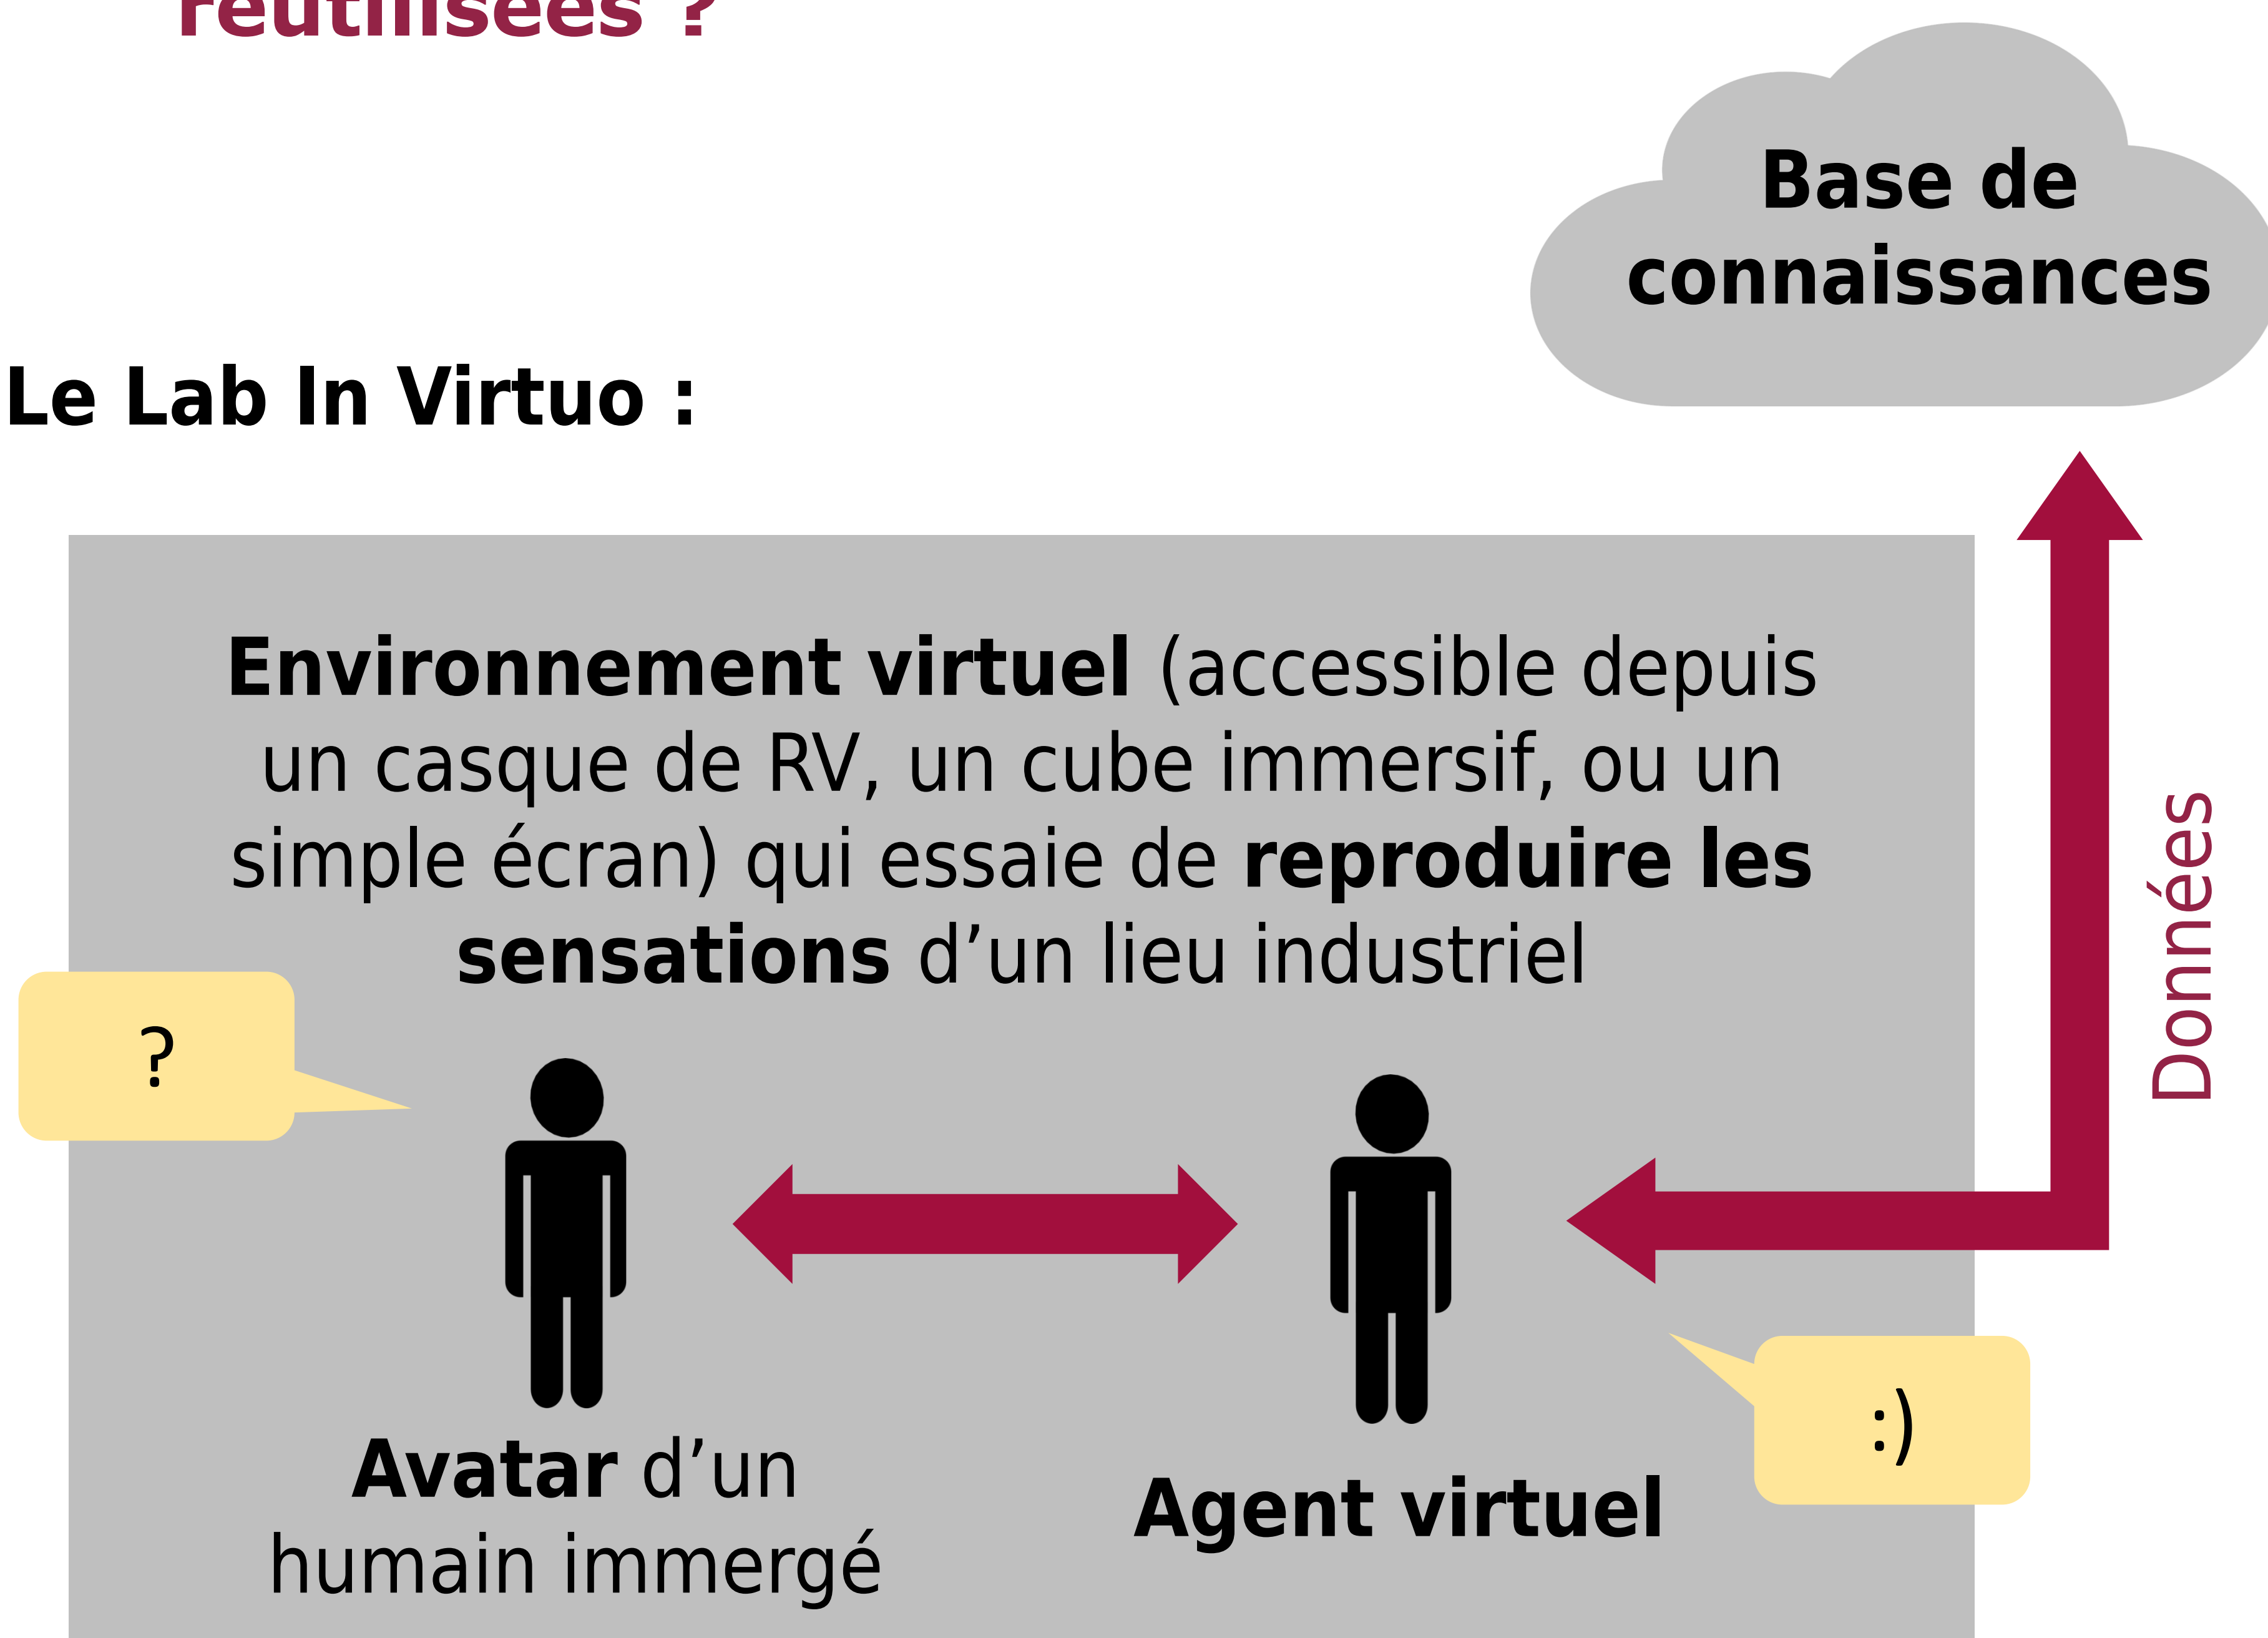 réutilisées ?
Base de
connaissances
Le Lab In Virtuo :
Environnement virtuel (accessible depuis
un casque de RV, un cube immersif, ou un
simple écran) qui essaie de reproduire les
sensations d’un lieu industriel
Données
?
:)
Avatar d’un
humain immergé
Agent virtuel